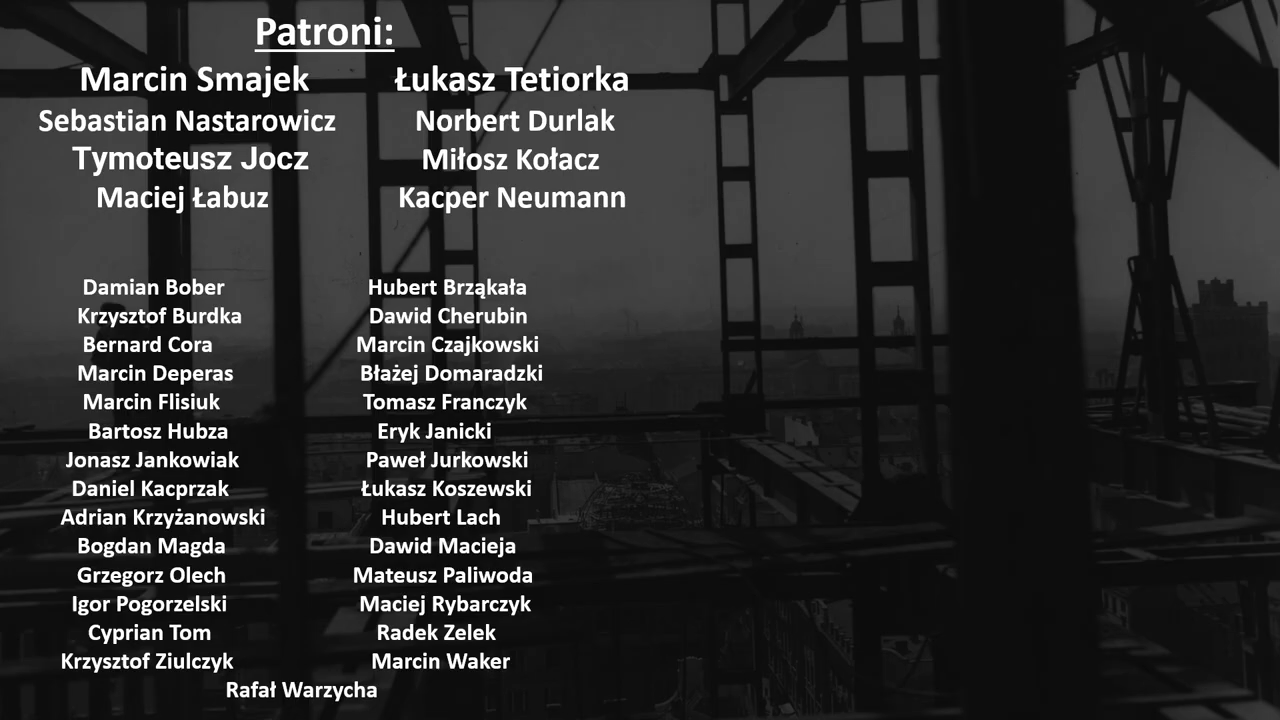 Patroni:
Marcin Smajek Łukasz Tetiorka
Sebastian Nastarowicz Norbert Durlak
Tymoteusz Jocz Miłosz Kołacz
Maciej Łabuz Kacper Neumann
Damian Bober Hubert Brząkała
Krzysztof Burdka Dawid Cherubin
Bernard Cora Marcin Czajkowski
Marcin Deperas Błażej Domaradzki
Marcin Flisiuk Tomasz Franczyk
Bartosz Hubza Eryk Janicki
Jonasz Jankowiak Paweł Jurkowski
Daniel Kacprzak Łukasz Koszewski
Adrian Krzyżanowski Hubert Lach
Bogdan Magda Dawid Macieja
Grzegorz Olech Mateusz Paliwoda
Igor Pogorzelski Maciej Rybarczyk
Cyprian Tom Radek Zelek
Krzysztof Ziulczyk Marcin Waker
Rafał Warzycha